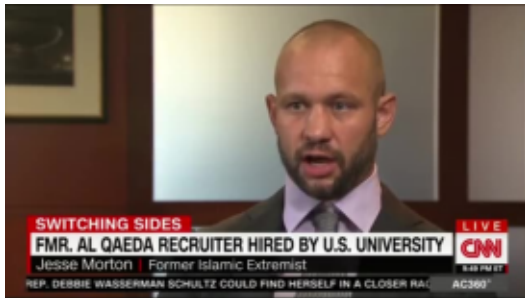 SWITCHING SIDES
LIVE
FMR. AL QAEDA RECRUITER HIRED BY U.S. UNIVERSITY
CNN
Jesse Morton | Former Islamic Extremist
8:49 PM ET
REP. DEBBIE WASSERMAN SCHULTZ COULD FIND HERSELF IN A CLOSER RAC
AC360°